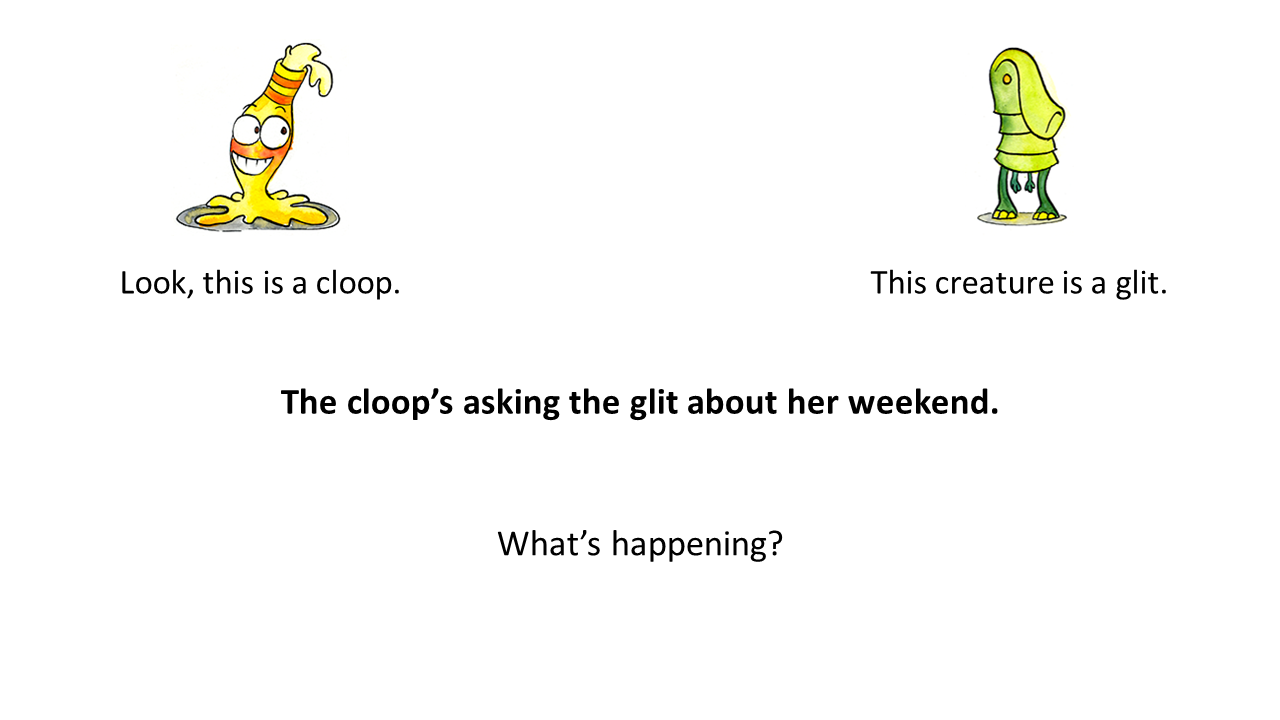 Look, this is a cloop.
This creature is a glit.
The cloop’s asking the glit about her weekend.
What’s happening?